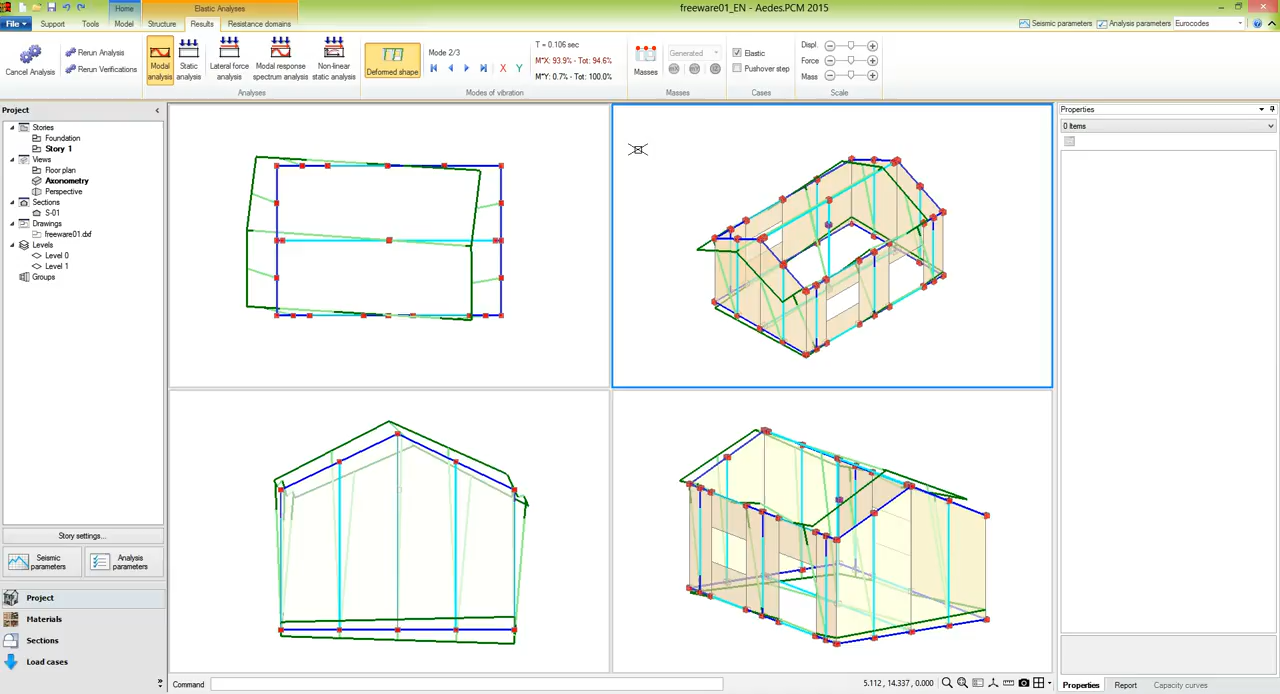 Home
Elastic Analyses
freeware01_EN - Aedes.PCM 2015
File
Support
Tools
Model
Structure
Results
Resistance domains
Seismic parameters
Analysis parameters
Eurocodes
Cancel Analysis
Rerun Analysis
Rerun Verifications
Modal analysis
Static analysis
Lateral force analysis
Modal response spectrum analysis
Non-linear static analysis
Analyses
Deformed shape
Mode 2/3
X
Y
T = 0.106 sec
M*X: 93.9% - Tot: 94.6%
M*Y: 0.7% - Tot: 100.0%
Modes of vibration
Masses
Generated
Masses
Elastic
Pushover step
Cases
Displ.
Force
Mass
Scale
Project
Stories
Foundation
Story 1
Views
Floor plan
Axonometry
Perspective
Sections
S-01
Drawings
freeware01.dxf
Levels
Level 0
Level 1
Groups
Story settings...
Seismic parameters
Analysis parameters
Project
Materials
Sections
Load cases
Properties
0 Items
Command
5.112, 14.337, 0.000
Properties
Report
Capacity curves